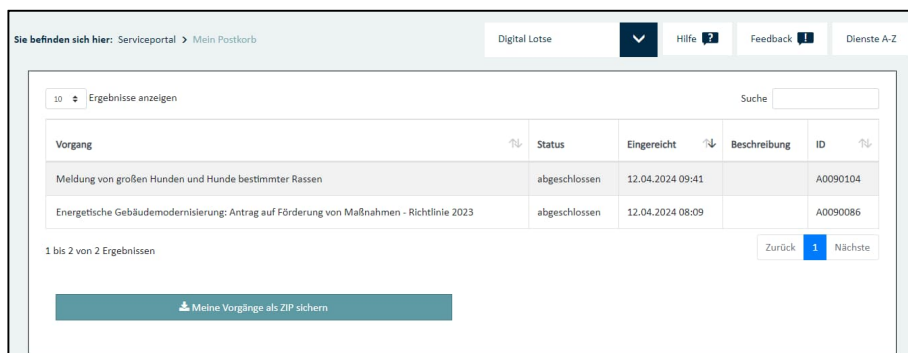 Sie befinden sich hier: Serviceportal > Mein Postkorb Digital Lotse Hilfe ? Feedback ! Dienste A-Z
10 Ergebnisse anzeigen Suche
Vorgang Status Eingereicht Beschreibung ID
Meldung von großen Hunden und Hunde bestimmter Rassen abgeschlossen 12.04.2024 09:41 A0090104
Energetische Gebäudemodernisierung: Antrag auf Förderung von Maßnahmen - Richtlinie 2023 abgeschlossen 12.04.2024 08:09 A0090086
1 bis 2 von 2 Ergebnissen Zurück 1 Nächste
Meine Vorgänge als ZIP sichern